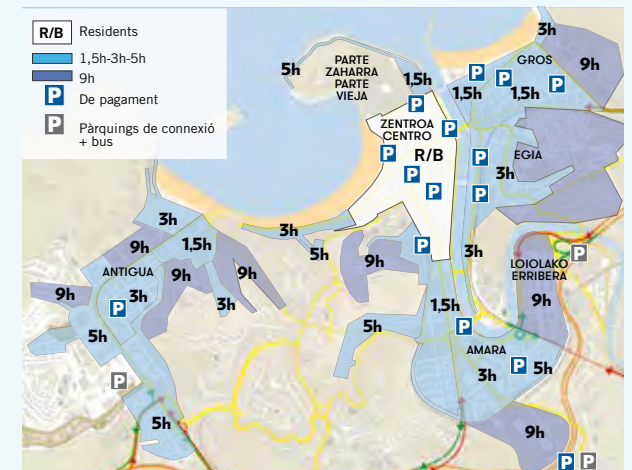 R/B Residents
1,5h-3h-5h
9h
P De pagament
P Pàrquings de connexió
+ bus
3h
5h
PARTE
ZAHARRA
PARTE
VIEJA
1,5h
GROS
9h
P
P
P
1,5h
1,5h
P
ZENTROA
CENTRO
P
R/B
P
P
P
EGIA
3h
P
P
3h
9h
1,5h
3h
5h
P
3h
LOIOLAKO
ERRIBERA
P
9h
9h
9h
9h
ANTIGUA
9h
3h
P
3h
1,5h
9h
5h
5h
P
AMARA
3h
P
5h
P
5h
9h
P
P